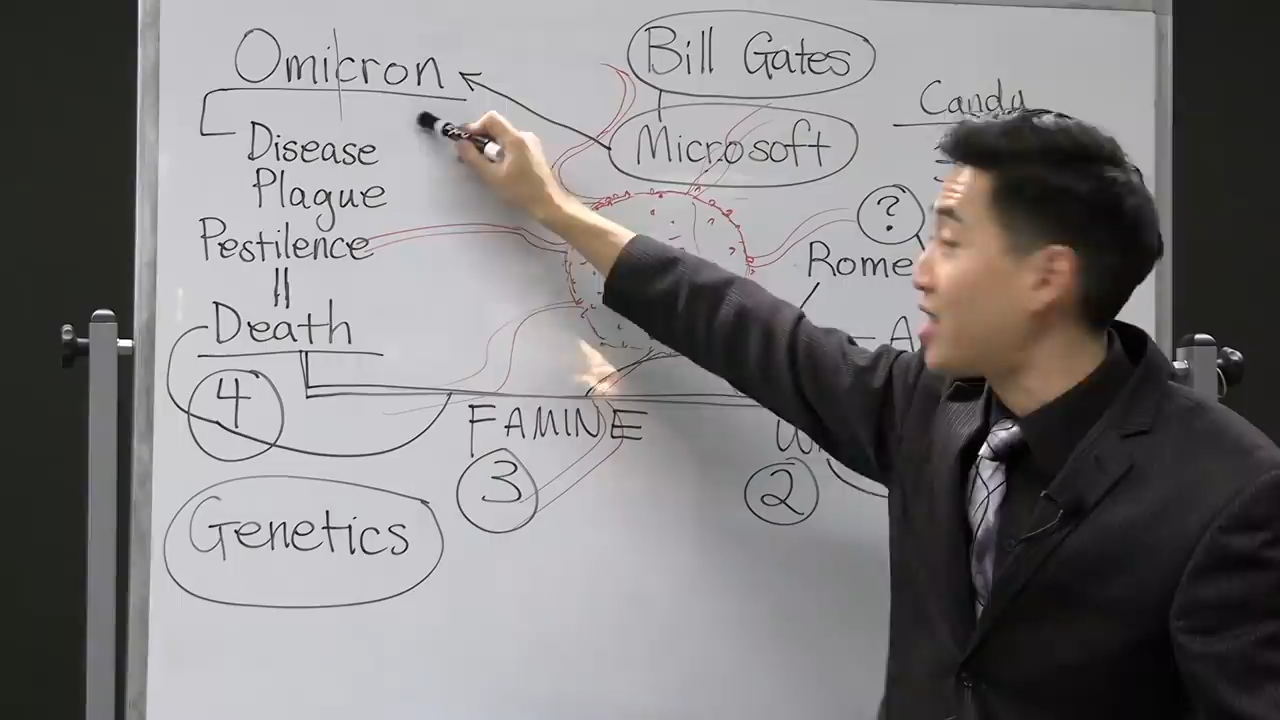 Omicron
Bill Gates
Microsoft
Candy
Disease
Plague
Pestilence
||
Death
4
?
Rome
A
FAMINE
3
2
Genetics